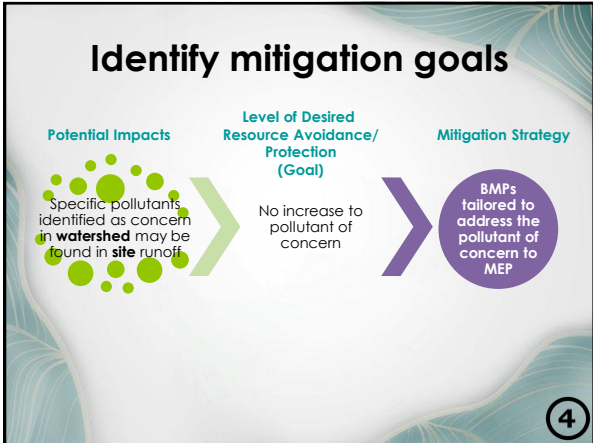 Identify mitigation goals
Potential Impacts
Specific pollutants
identified as concern
in watershed may be
found in site runoff
Level of Desired
Resource Avoidance/
Protection
(Goal)
No increase to
pollutant of
concern
Mitigation Strategy
BMPs
tailored to
address the
pollutant of
concern to
MEP
4